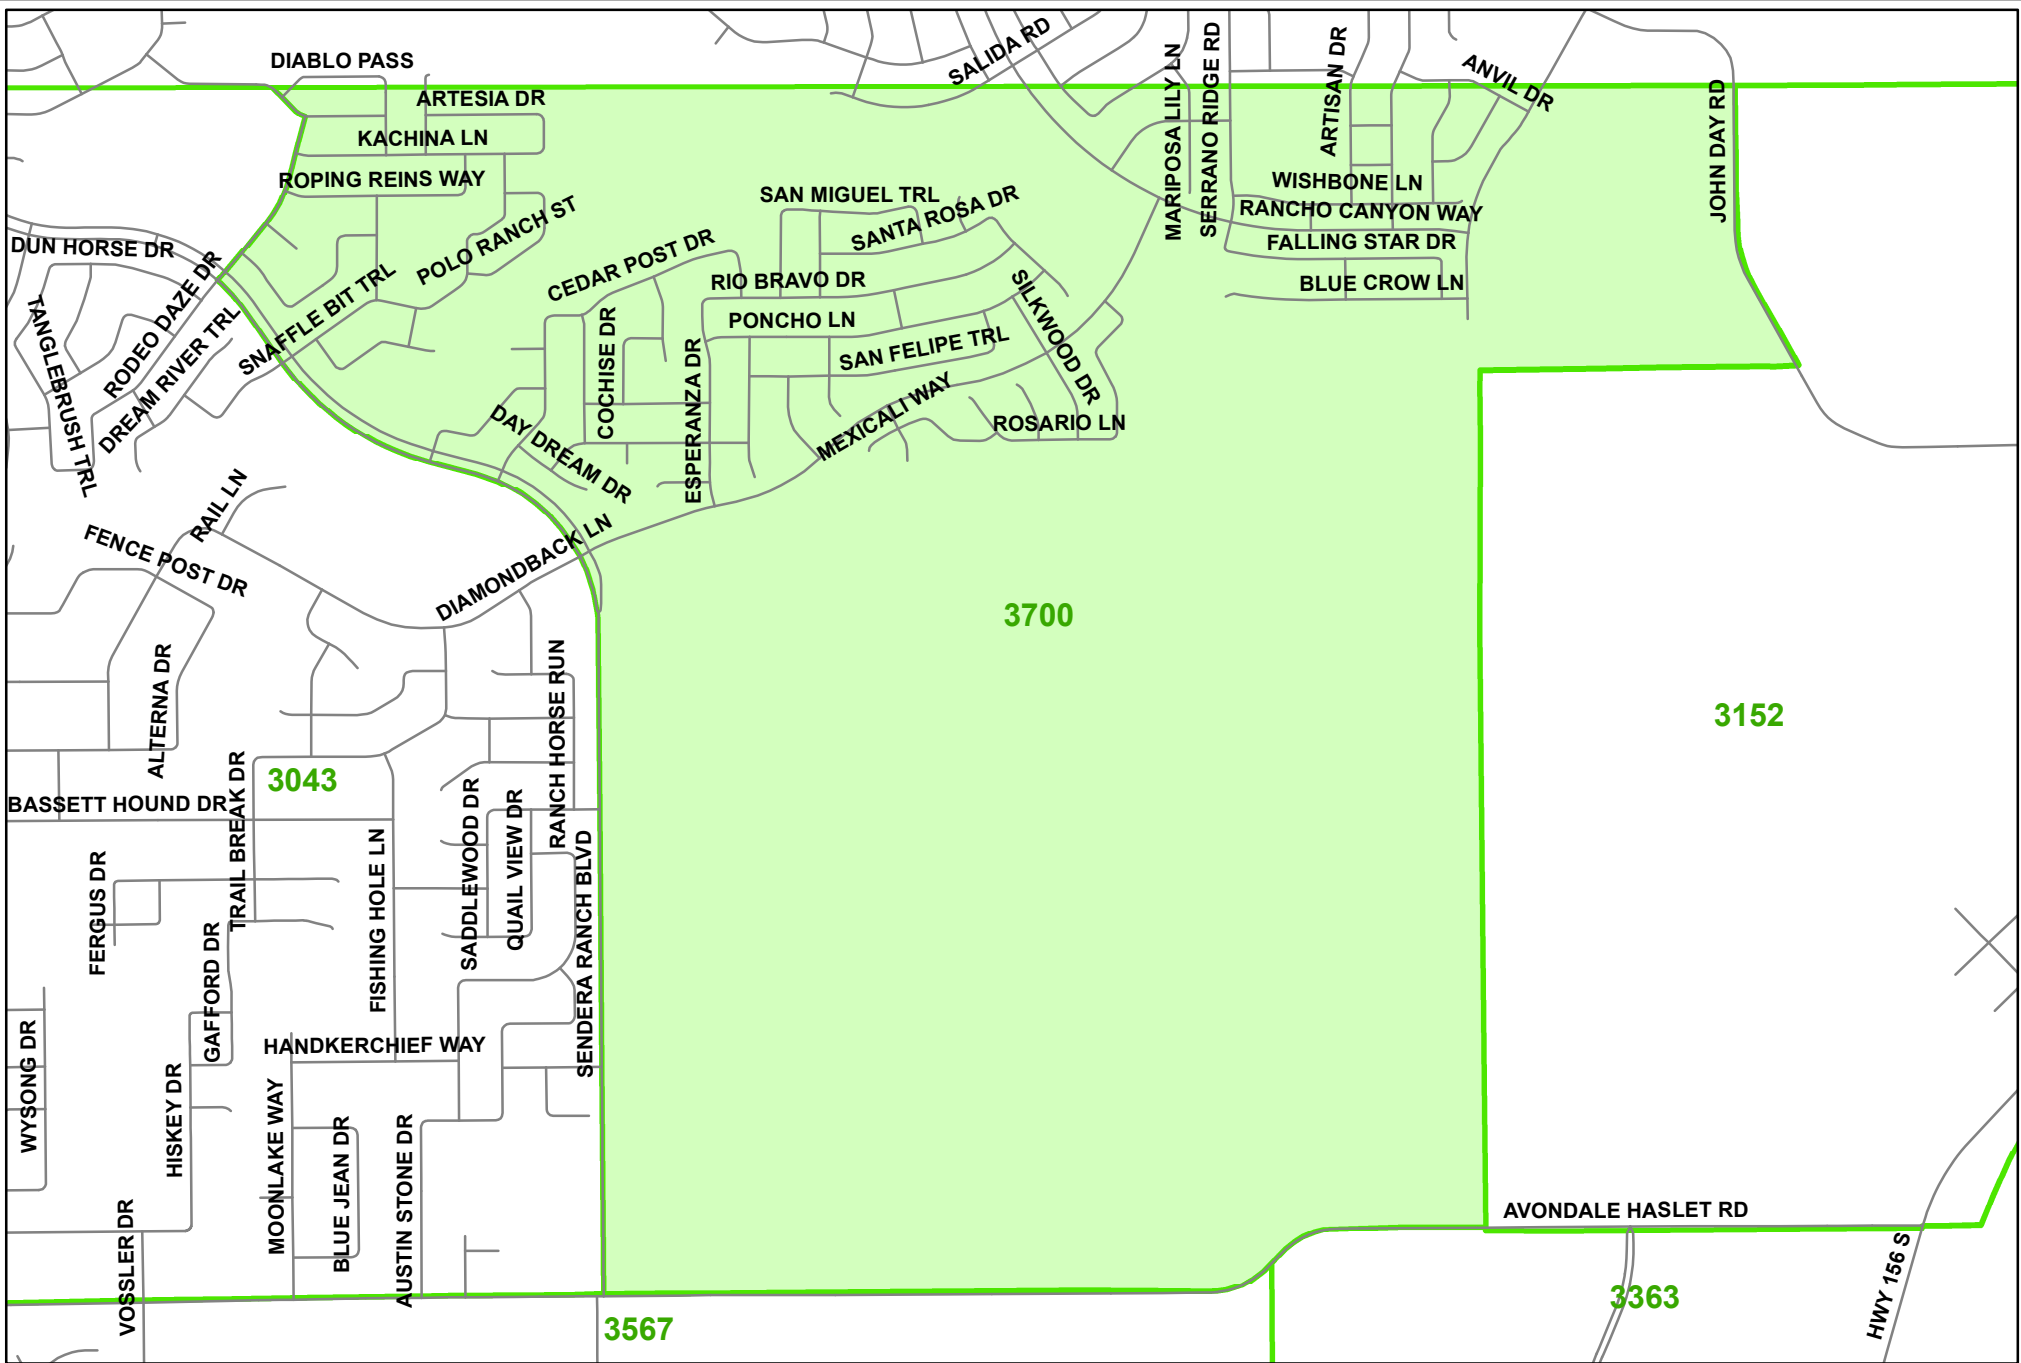 DIABLO PASS
SALIDA RD
ANVIL DR
ARTESIA DR
KACHINA LN
ROPING REINS WAY
MARIPOSA LILY LN
SERRANO RIDGE RD
ARTISAN DR
JOHN DAY RD
WISHBONE LN
RANCHO CANYON WAY
FALLING STAR DR
BLUE CROW LN
SAN MIGUEL TRL
SANTA ROSA DR
POLO RANCH ST
DUN HORSE DR
CEDAR POST DR
RIO BRAVO DR
PONCHO LN
SILKWOOD DR
SAN FELIPE TRL
TANGLEBRUSH TRL
RODEO DAZE DR
DREAM RIVER TRL
SNAFFLE BIT TRL
COCHISE DR
ESPERANZA DR
MEXICALI WAY
ROSARIO LN
DAY DREAM DR
RAIL LN
FENCE POST DR
DIAMONDBACK LN
3700
3152
ALTERNA DR
RANCH HORSE RUN
3043
BASSETT HOUND DR
TRAIL BREAK DR
SADDLEWOOD DR
QUAIL VIEW DR
FISHING HOLE LN
SENDERA RANCH BLVD
FERGUS DR
GAFFORD DR
WYSONG DR
HANDKERCHIEF WAY
HISKEY DR
MOONLAKE WAY
BLUE JEAN DR
AUSTIN STONE DR
VOSSLER DR
AVONDALE HASLET RD
HWY 156 S
3363
3567